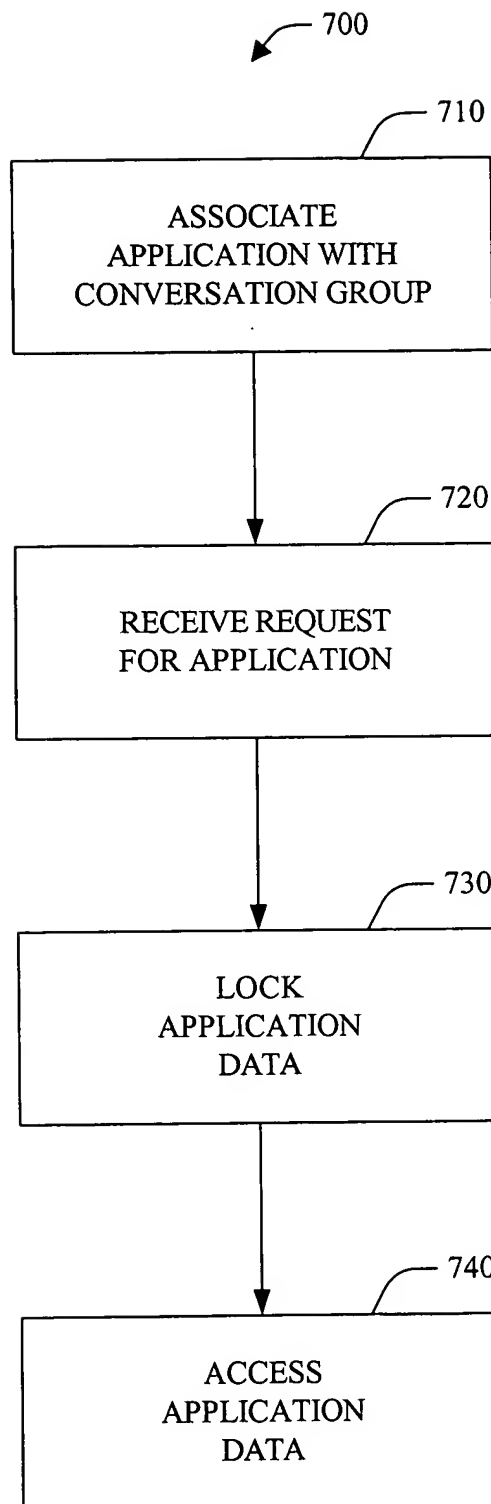 700
710
ASSOCIATE
APPLICATION WITH
CONVERSATION GROUP
720
RECEIVE REQUEST
FOR APPLICATION
730
LOCK
APPLICATION
DATA
740
ACCESS
APPLICATION
DATA